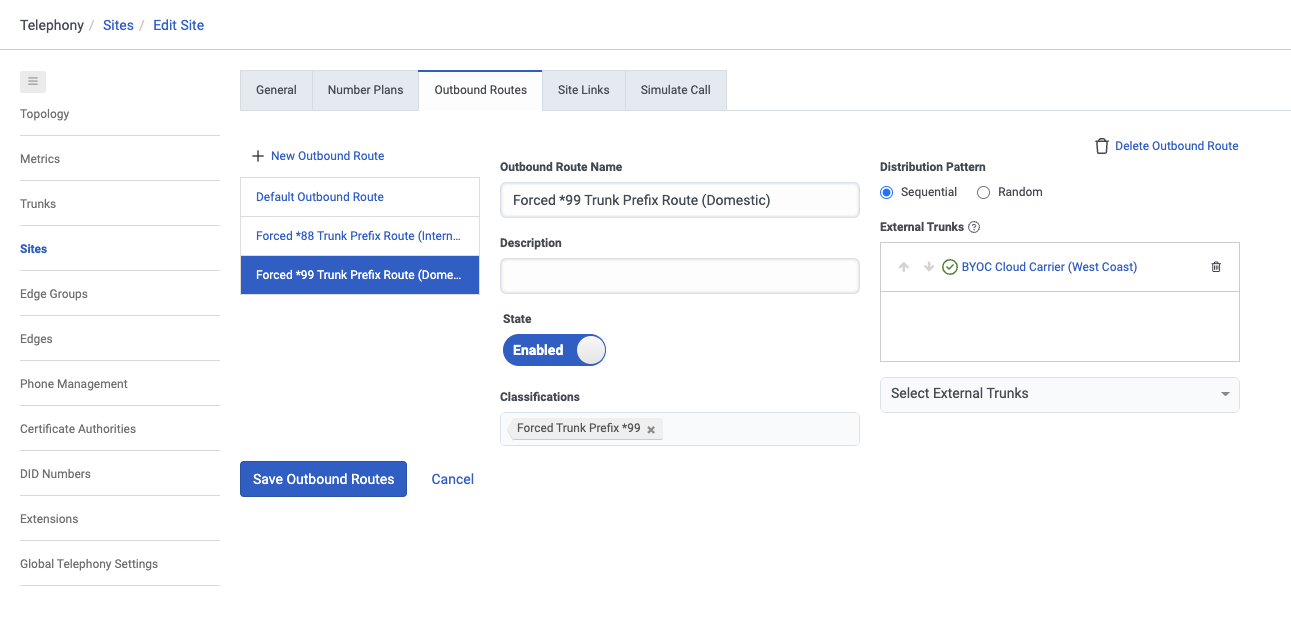 Telephony / Sites / Edit Site
Topology
Metrics
Trunks
Sites
Edge Groups
Edges
Phone Management
Certificate Authorities
DID Numbers
Extensions
Global Telephony Settings
General
Number Plans
Outbound Routes
Site Links
Simulate Call
New Outbound Route
Default Outbound Route
Forced *88 Trunk Prefix Route (Intern...
Forced *99 Trunk Prefix Route (Dome...
Outbound Route Name
Forced *99 Trunk Prefix Route (Domestic)
Description
State
Enabled
Classifications
Forced Trunk Prefix *99
Delete Outbound Route
Distribution Pattern
Sequential
Random
External Trunks
BYOC Cloud Carrier (West Coast)
Select External Trunks
Save Outbound Routes
Cancel